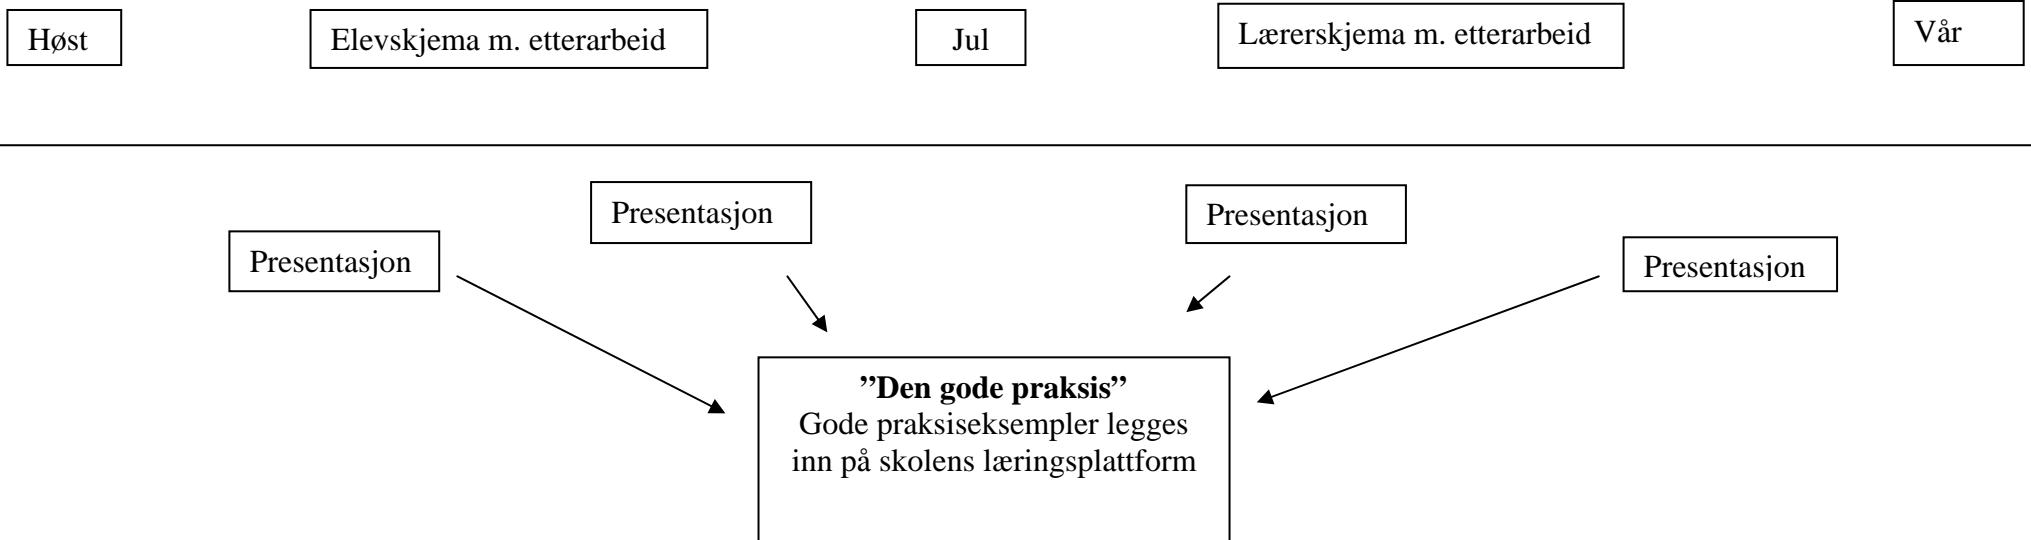 Høst
Elevskjema m. etterarbeid
Jul
Lærerskjema m. etterarbeid
Vår
Presentasjon
Presentasjon
Presentasjon
Presentasjon
”Den gode praksis”
Gode praksiseksempler legges
inn på skolens læringsplattform